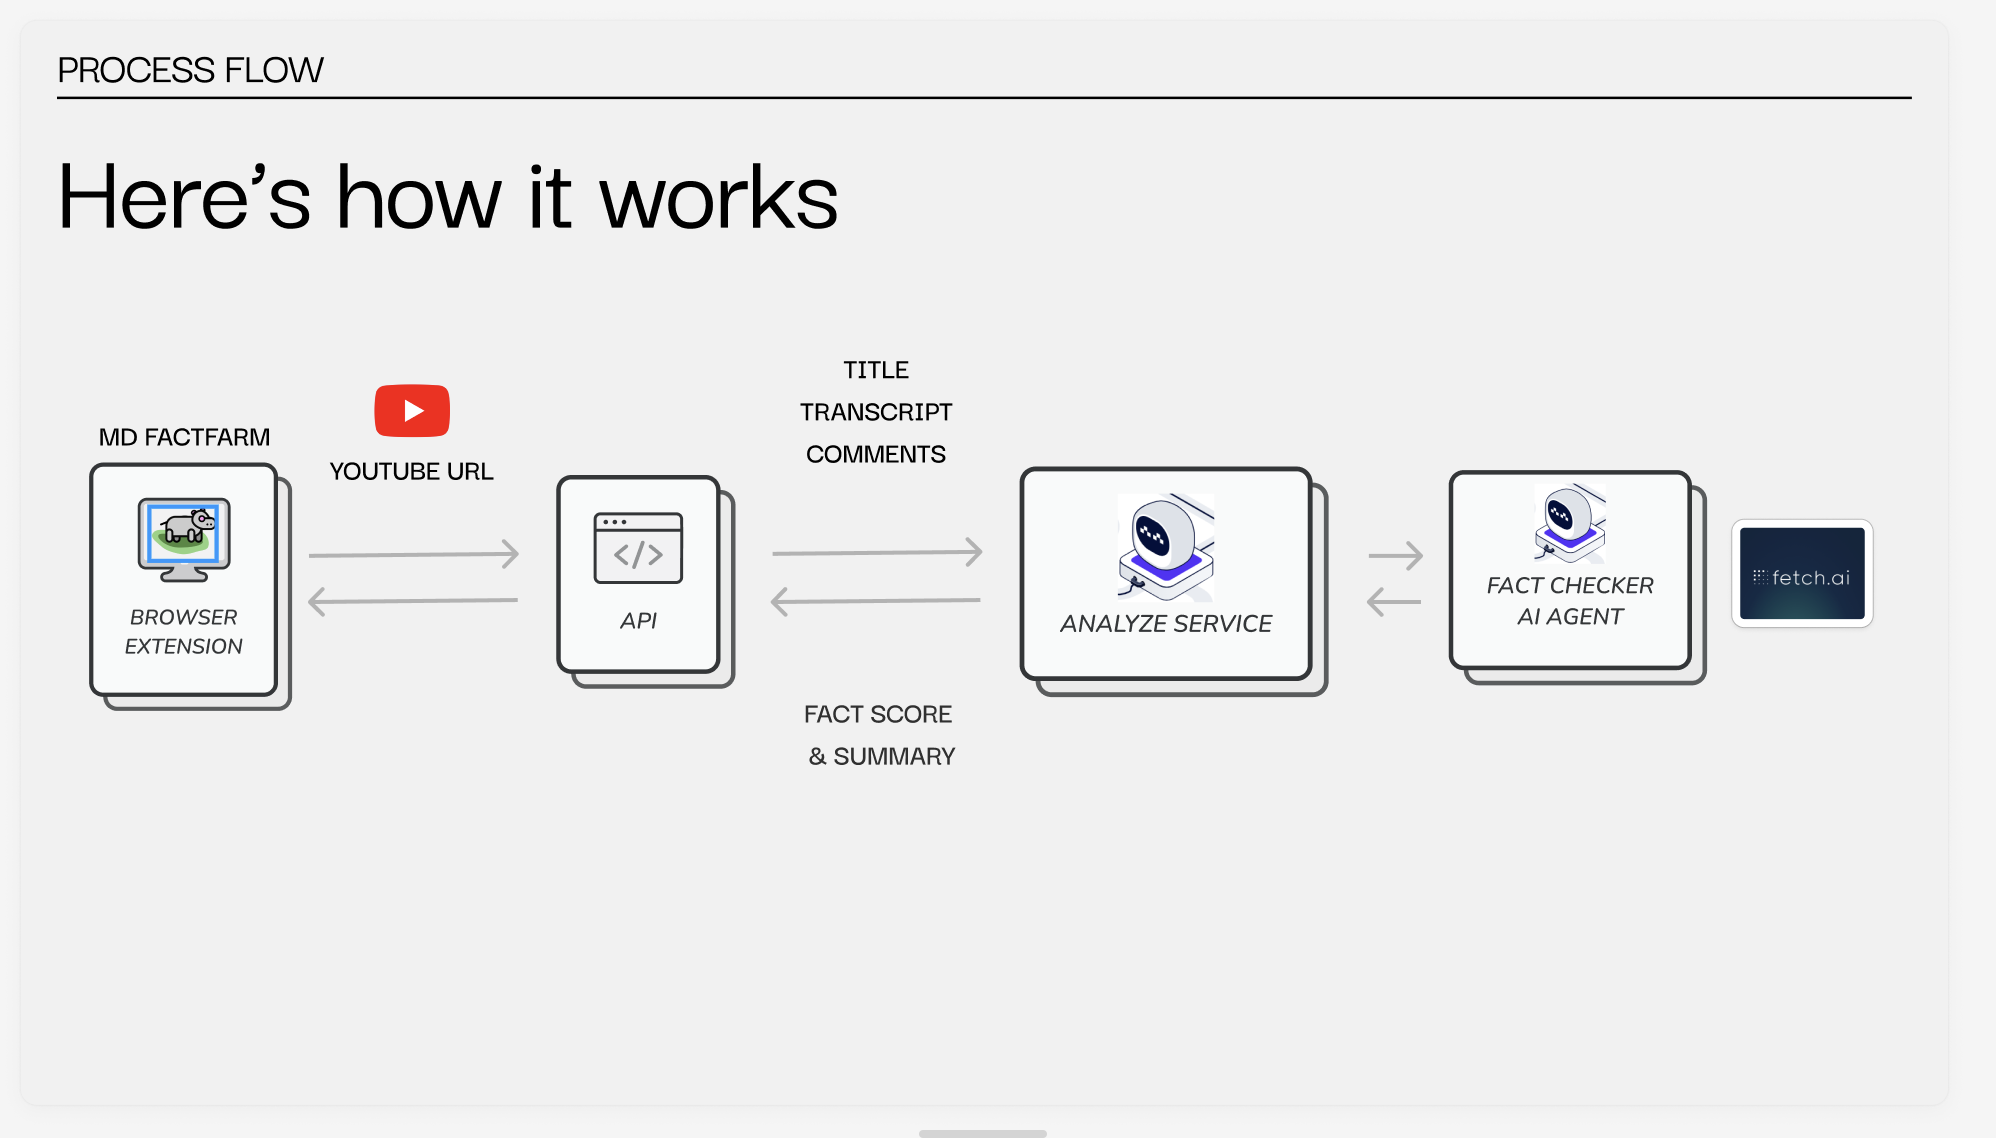 PROCESS FLOW
Here’s how it works
MD FACTFARM
BROWSER
EXTENSION
YOUTUBE URL
</>
API
TITLE
TRANSCRIPT
COMMENTS
FACT SCORE
& SUMMARY
ANALYZE SERVICE
FACT CHECKER
AI AGENT
fetch.ai